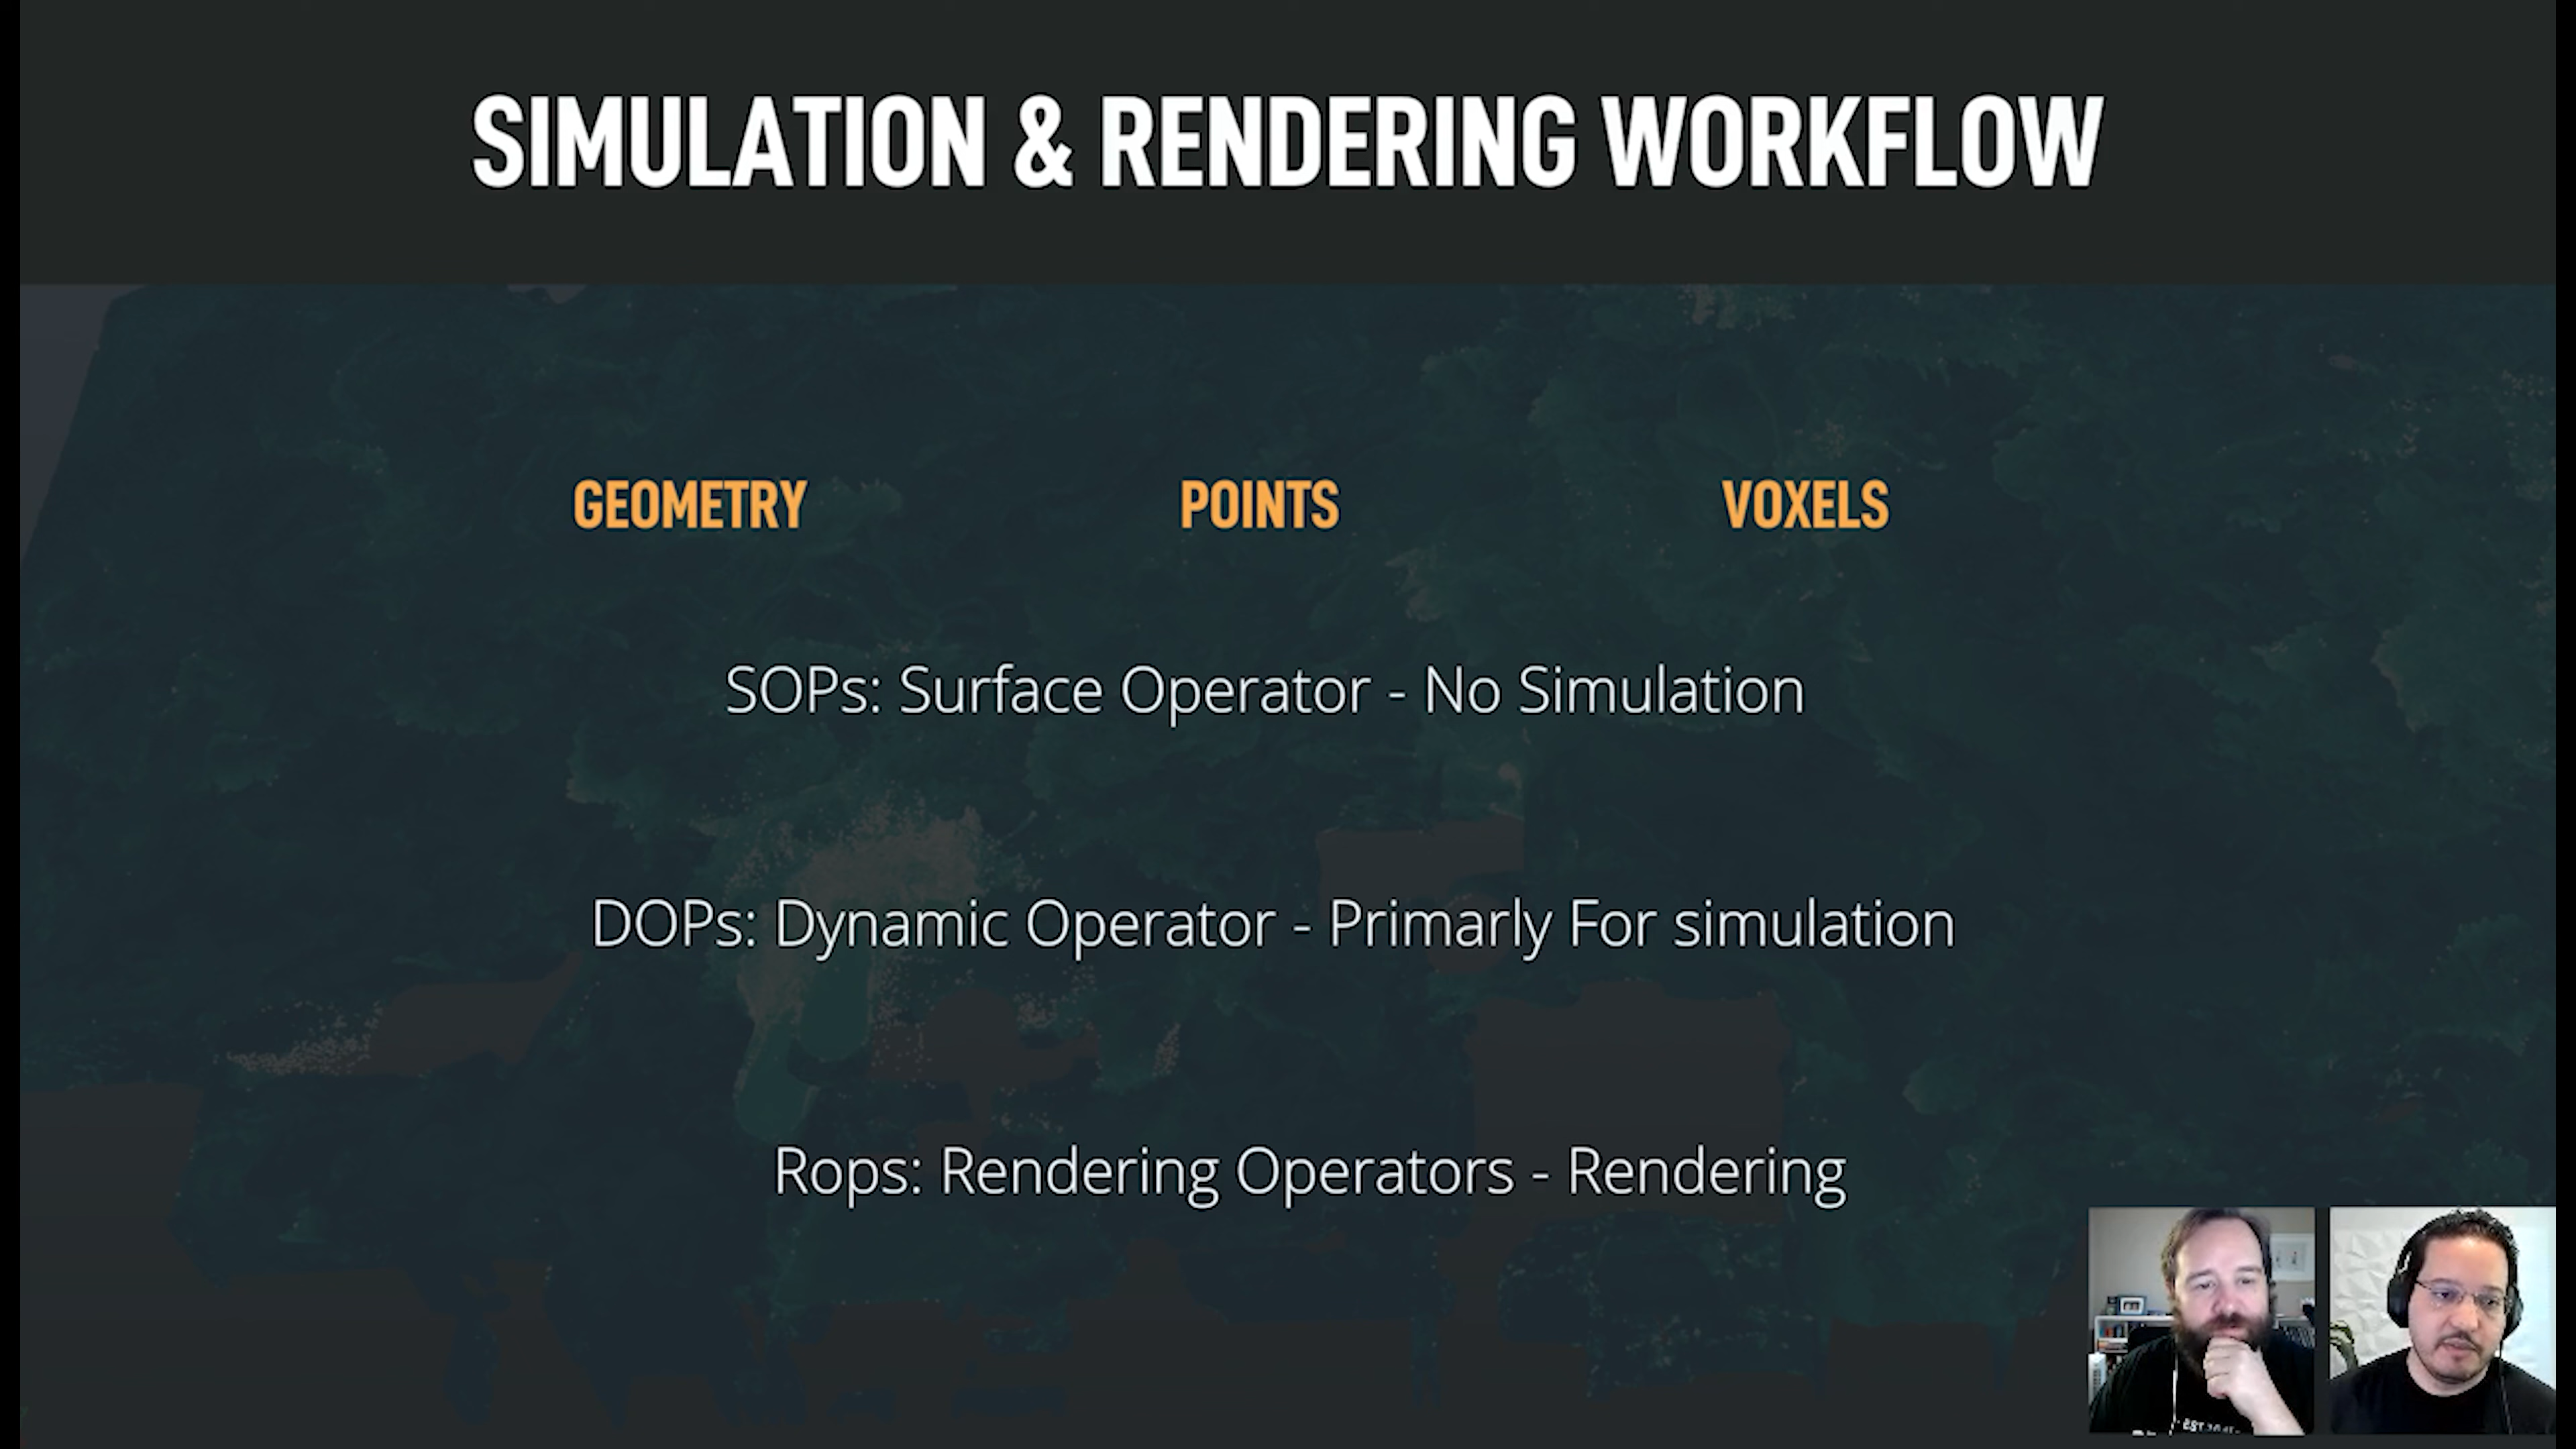 SIMULATION & RENDERING WORKFLOW
GEOMETRY POINTS VOXELS
SOPs: Surface Operator - No Simulation
DOPs: Dynamic Operator - Primarly For simulation
Rops: Rendering Operators - Rendering